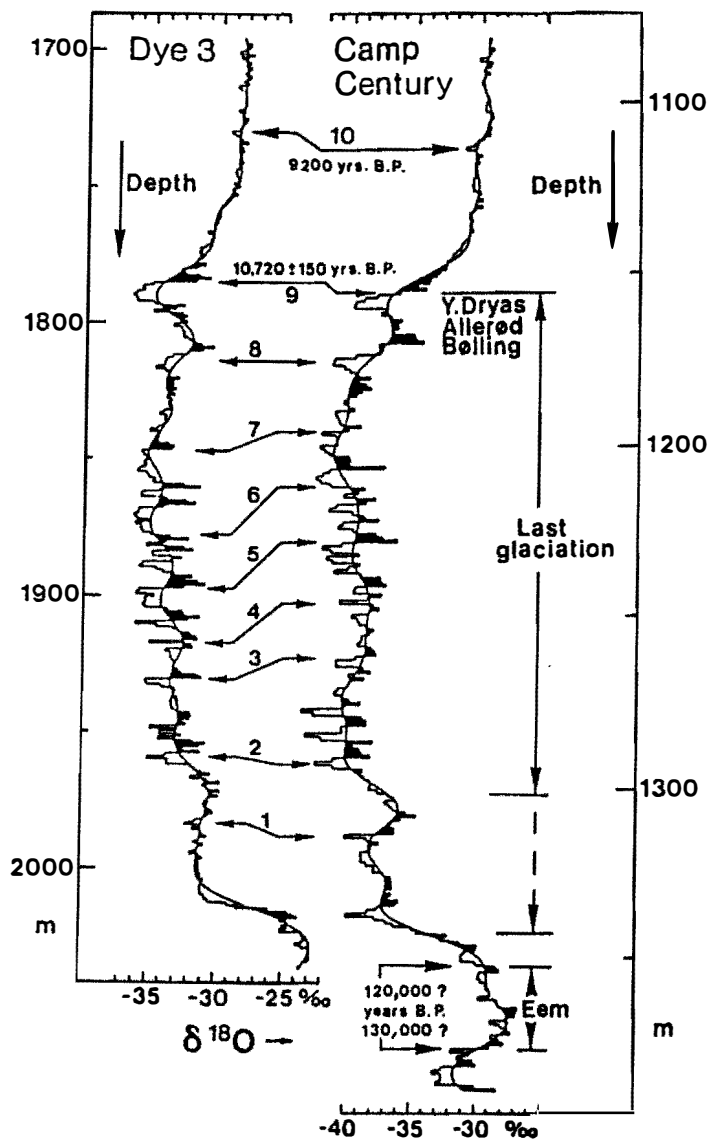 Dye 3
Camp
Century
1700
1100
10
9200 yrs. B.P.
Depth
Depth
10,720 ± 150 yrs. B.P.
9
Y.Dryas
Allerød
Bølling
1800
8
7
1200
6
Last
glaciation
5
1900
4
3
2
1300
1
2000
m
-35 -30 -25 ‰
120,000 ?
years B.P.
130,000 ?
Eem
m
δ 18O →
-40 -35 -30 ‰